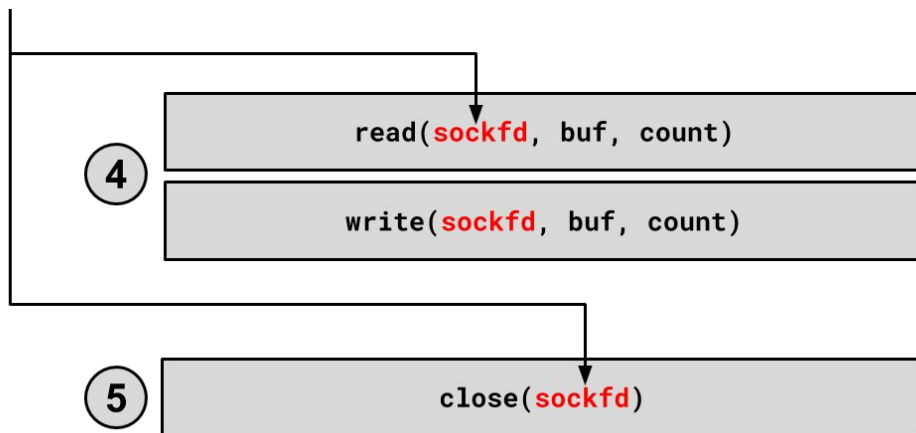 4
read(sockfd, buf, count)
write(sockfd, buf, count)
5
close(sockfd)